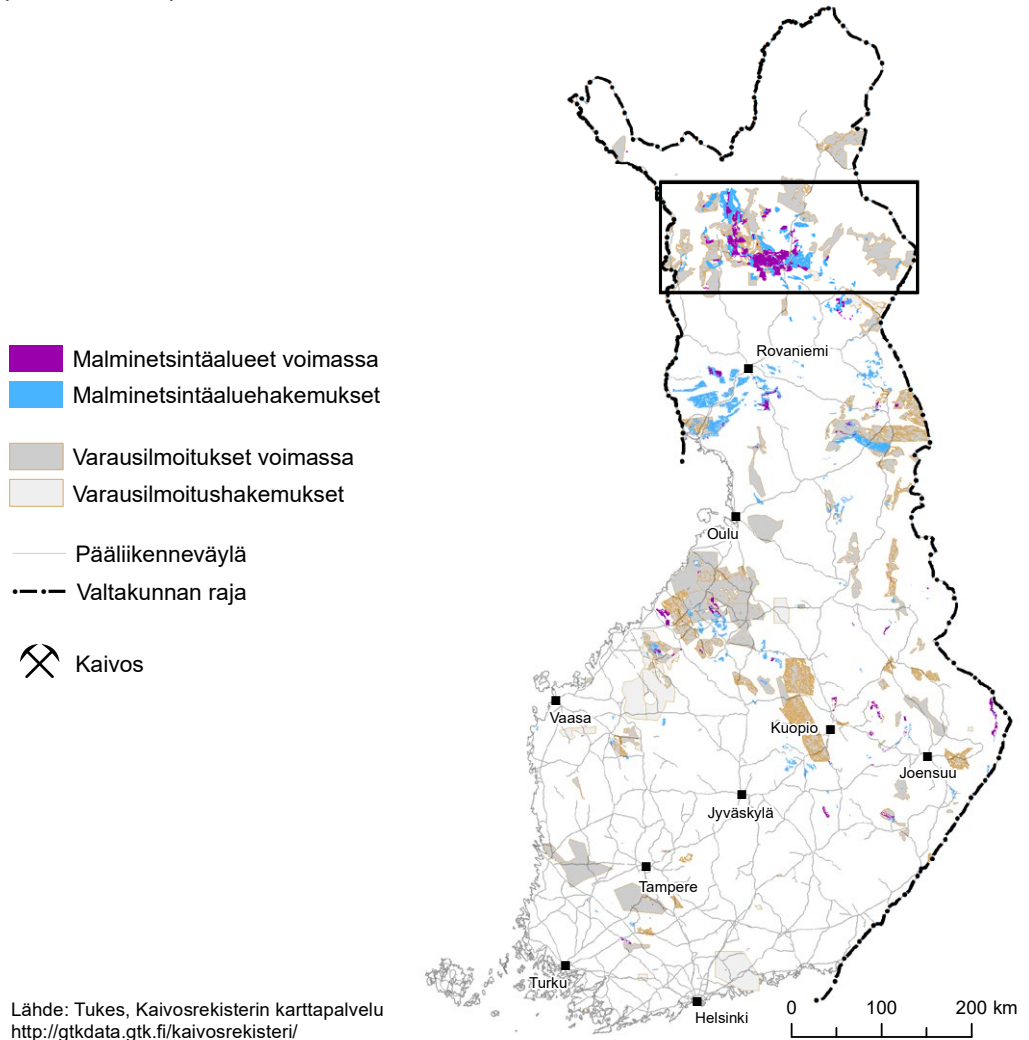 Rovaniemi
Malminetsintäalueet voimassa
Malminetsintäaluehakemukset
Varausilmoitukset voimassa
Varausilmoitushakemukset
Oulu
Pääliikenneväylä
Valtakunnan raja
Kaivos
Vaasa
Kuopio
Joensuu
Jyväskylä
Tampere
Turku
Helsinki
Lähde: Tukes, Kaivosrekisterin karttapalvelu
http://gtkdata.gtk.fi/kaivosrekisteri/
0 100 200 km